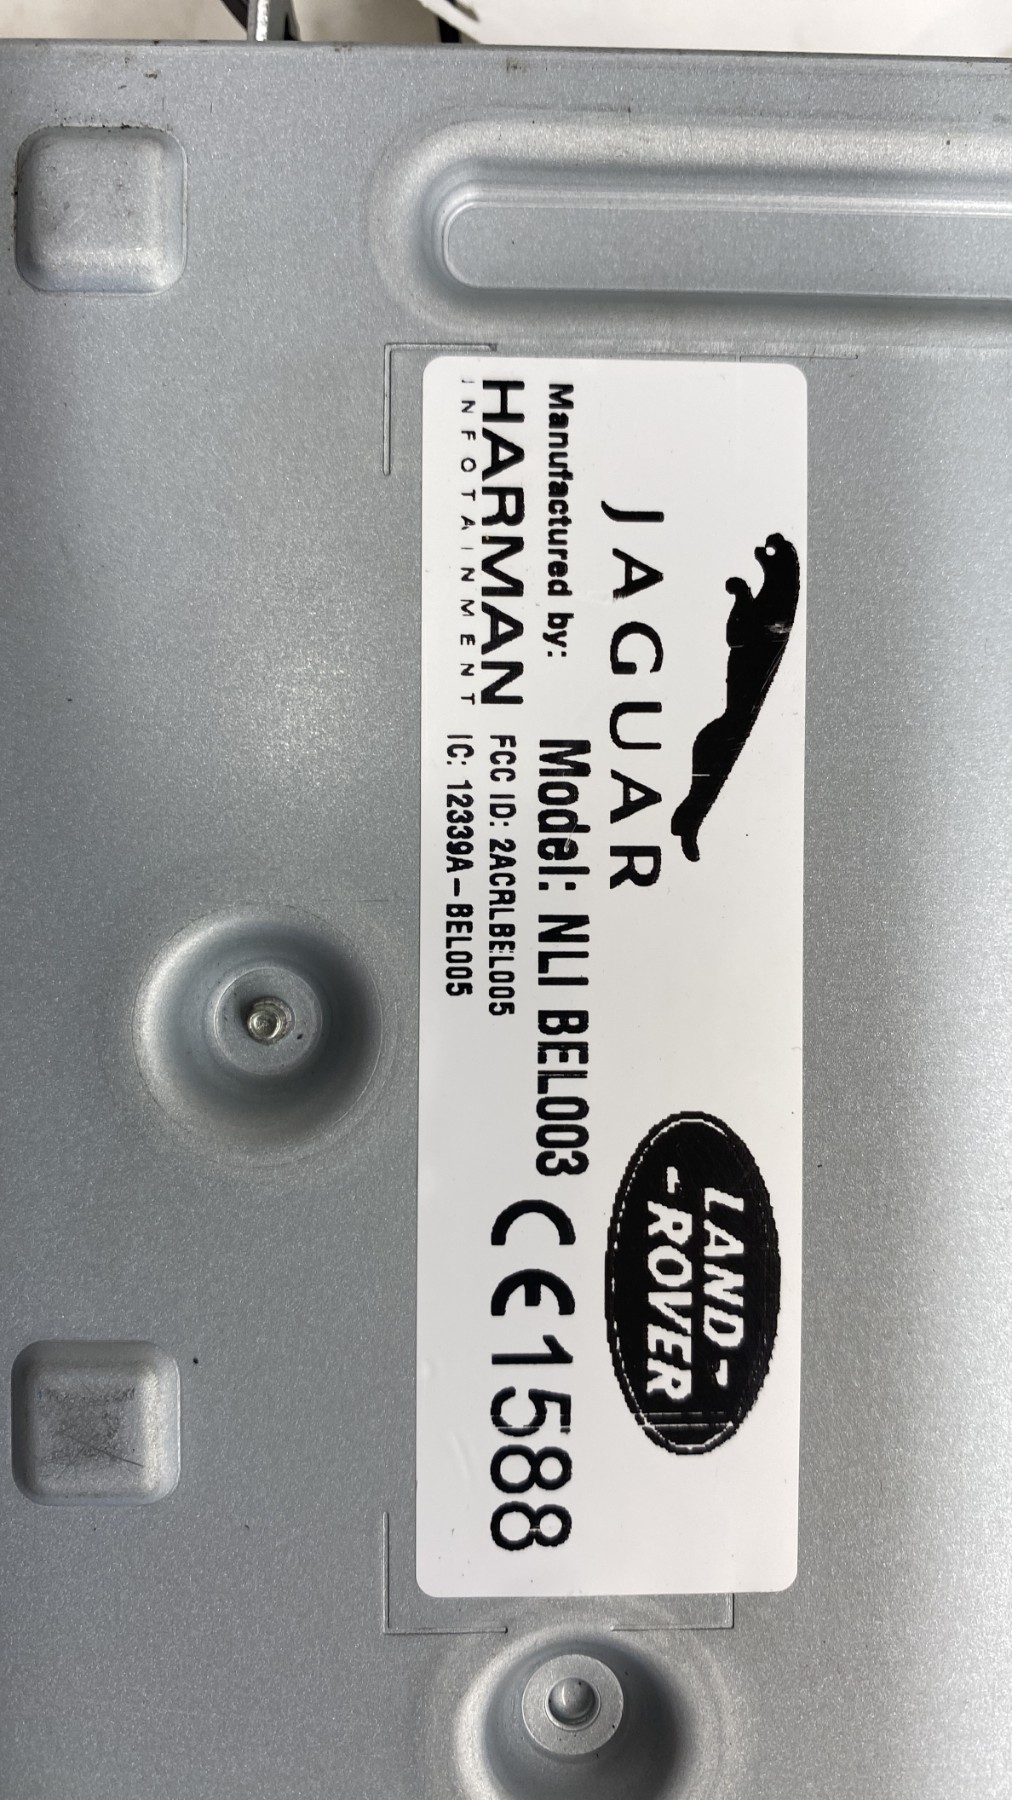 JAGUAR
LAND-
-ROVER
Manufactured by:
HARMAN
INFOTAINMENT
Model: NLI BEL003
FCC ID: 2ACRLBEL005
IC: 12339A-BEL005
CE1588